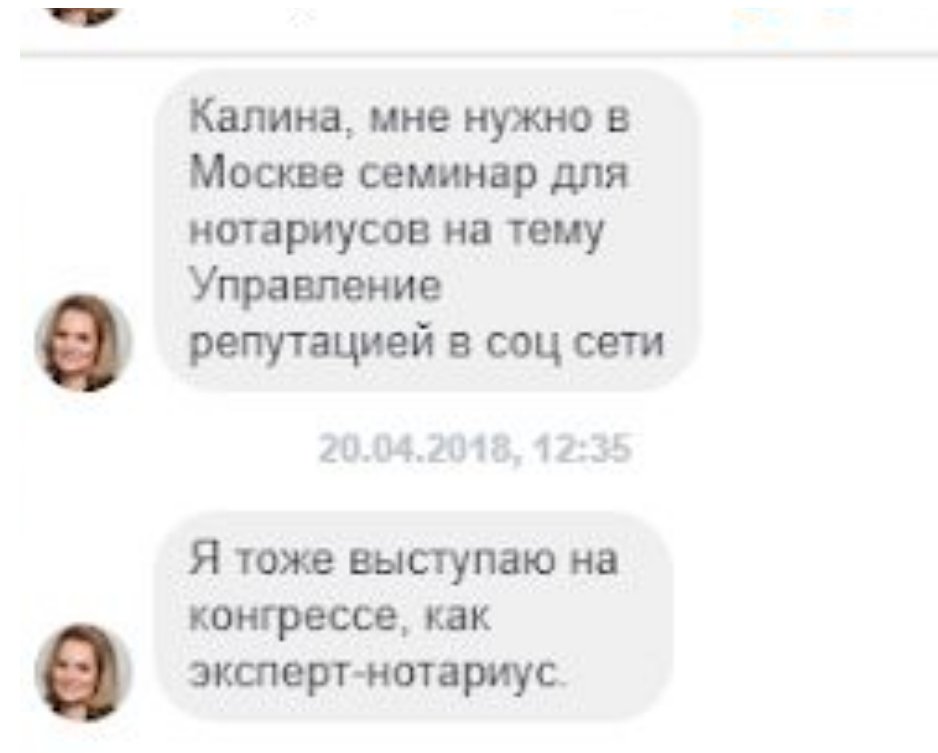 Калина, мне нужно в
Москве семинар для
нотариусов на тему
Управление
репутацией в соц сети
20.04.2018, 12:35
Я тоже выступаю на
конгрессе, как
эксперт-нотариус.